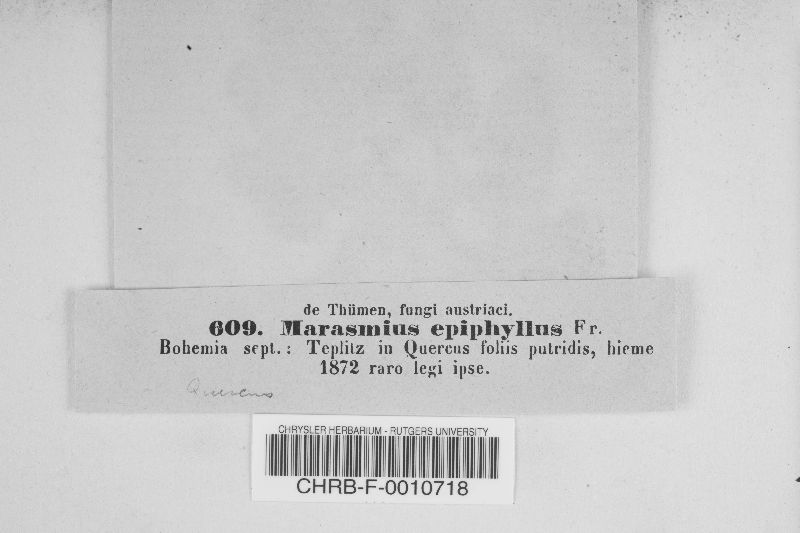 de Thümen, fungi austriaci.
609. Marasmius epiphyllus Fr.
Bohemia sept.: Teplitz in Quercus foliis putridis, hieme
1872 raro legi ipse.
Quercus
CHRYSLER HERBARIUM - RUTGERS UNIVERSITY
CHRB-F-0010718